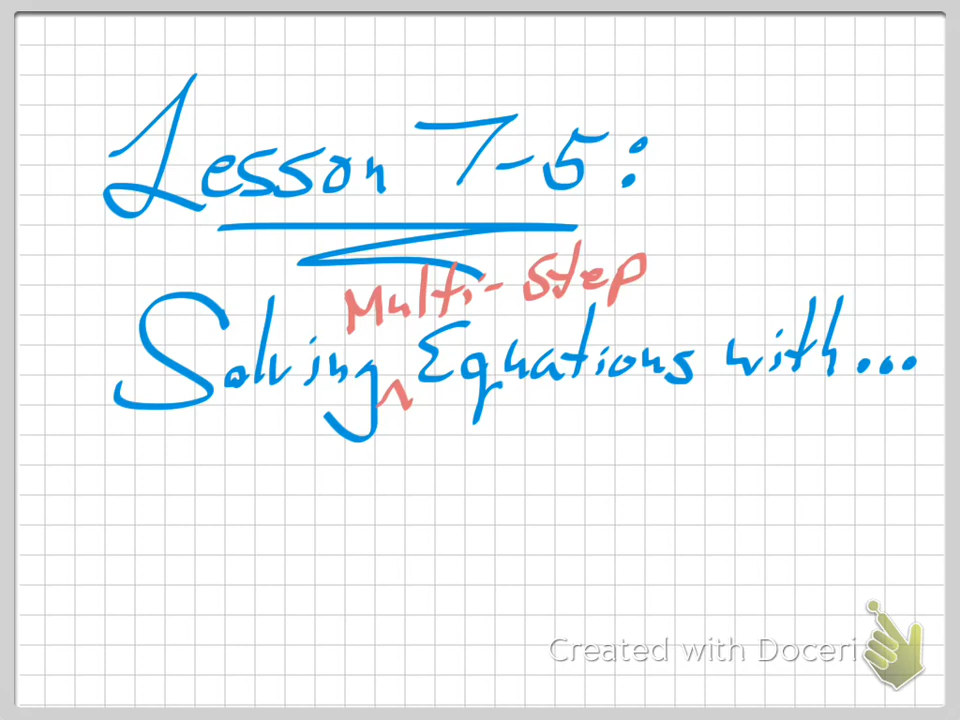 Lesson 7-5:
Multi-Step
Solving Equations with...
Created with Doceri